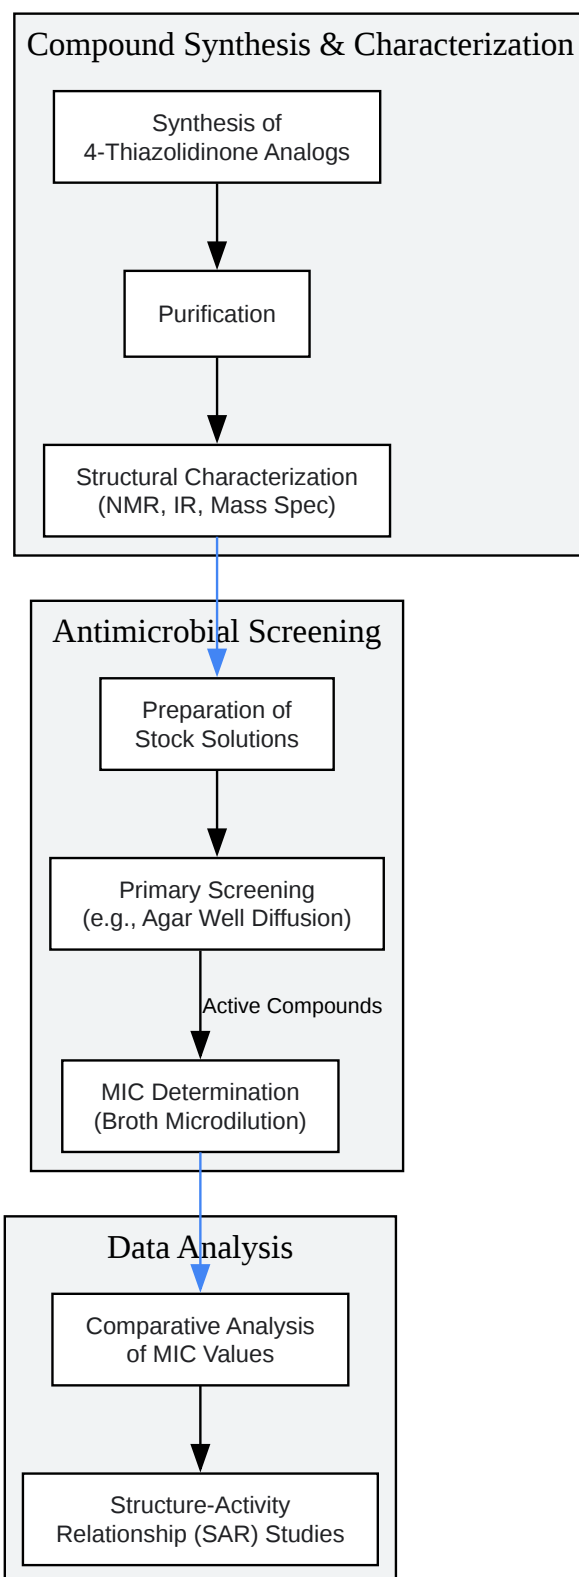 Compound Synthesis & Characterization
Synthesis of
4-Thiazolidinone Analogs
Purification
Structural Characterization
(NMR, IR, Mass Spec)
Antimicrobial Screening
Preparation of
Stock Solutions
Primary Screening
(e.g., Agar Well Diffusion)
Active Compounds
MIC Determination
(Broth Microdilution)
Data Analysis
Comparative Analysis
of MIC Values
Structure-Activity
Relationship (SAR) Studies